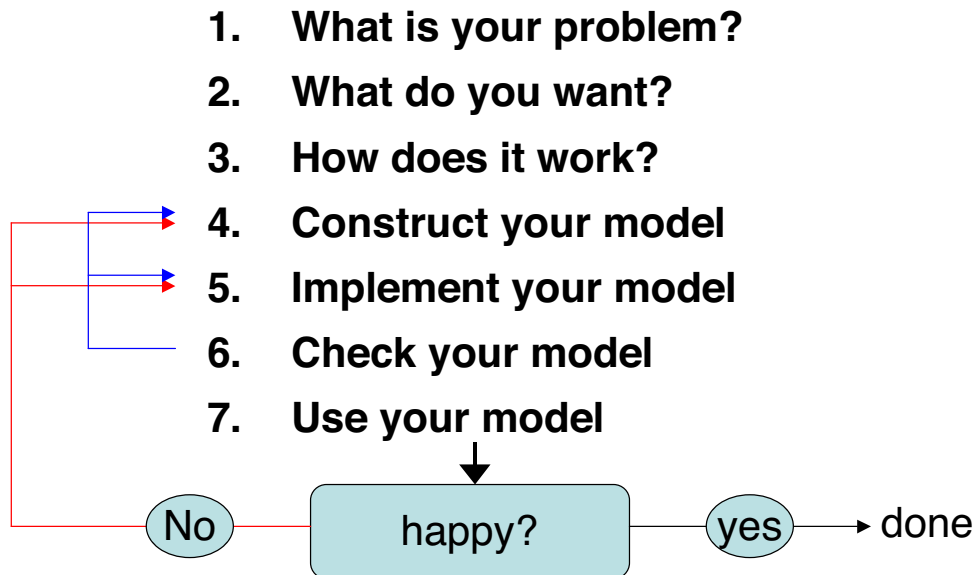 1. What is your problem?
2. What do you want?
3. How does it work?
4. Construct your model
5. Implement your model
6. Check your model
7. Use your model
No happy? yes done